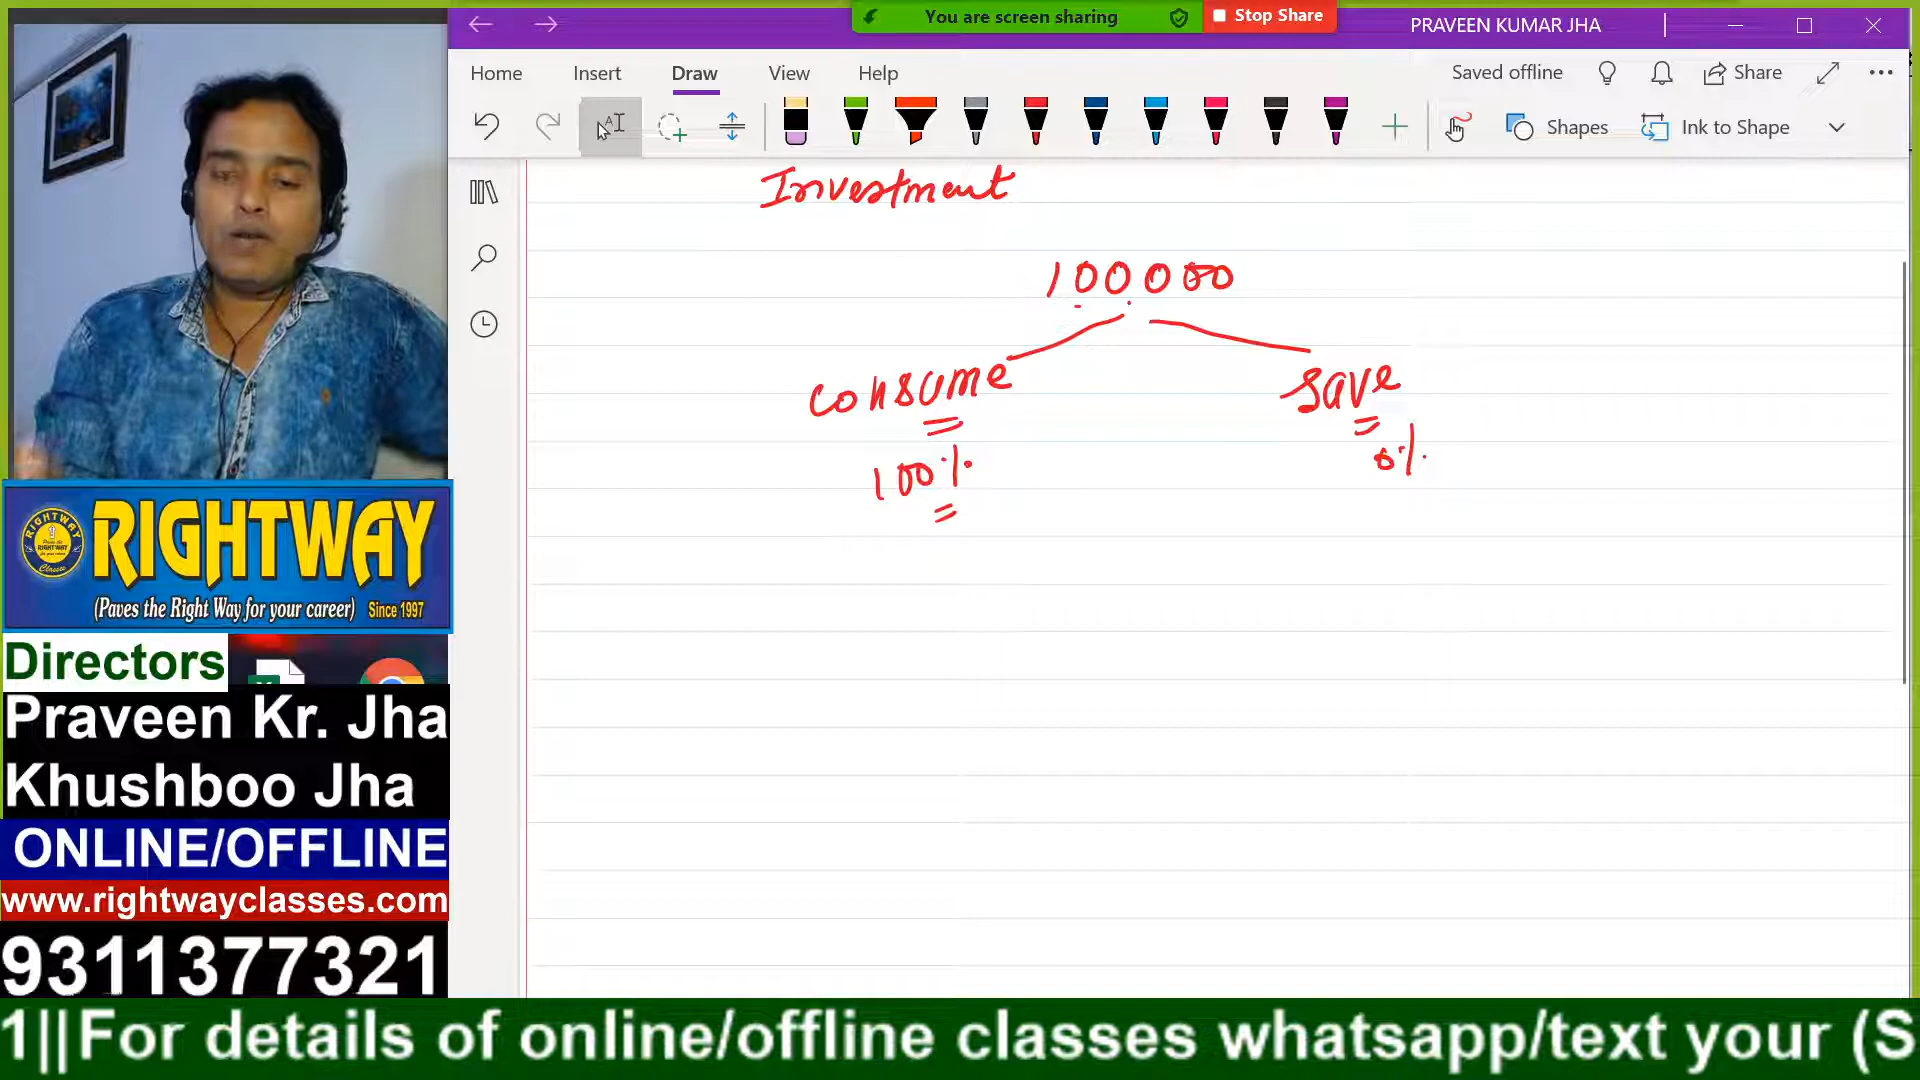 You are screen sharing
Stop Share
PRAVEEN KUMAR JHA
Home Insert Draw View Help
Saved offline
Share
Shapes
Ink to Shape
Investment
100000
Consume
Save
100%
0%
RIGHTWAY
(Paves the Right Way for your career) Since 1997
Directors
Praveen Kr. Jha
Khushboo Jha
ONLINE/OFFLINE
www.rightwayclasses.com
9311377321
1||For details of online/offline classes whatsapp/text your (S